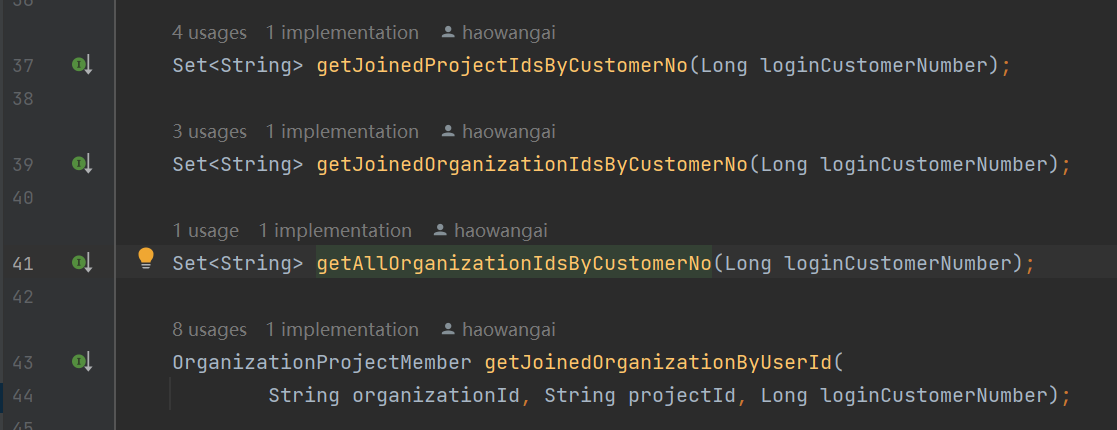 4 usages 1 implementation haowangai
37 Set<String> getJoinedProjectIdsByCustomerNo(Long loginCustomerNumber);
38
3 usages 1 implementation haowangai
39 Set<String> getJoinedOrganizationIdsByCustomerNo(Long loginCustomerNumber);
40
1 usage 1 implementation haowangai
41 Set<String> getAllOrganizationIdsByCustomerNo(Long loginCustomerNumber);
42
8 usages 1 implementation haowangai
43 OrganizationProjectMember getJoinedOrganizationByUserId(
44 String organizationId, String projectId, Long loginCustomerNumber);
45